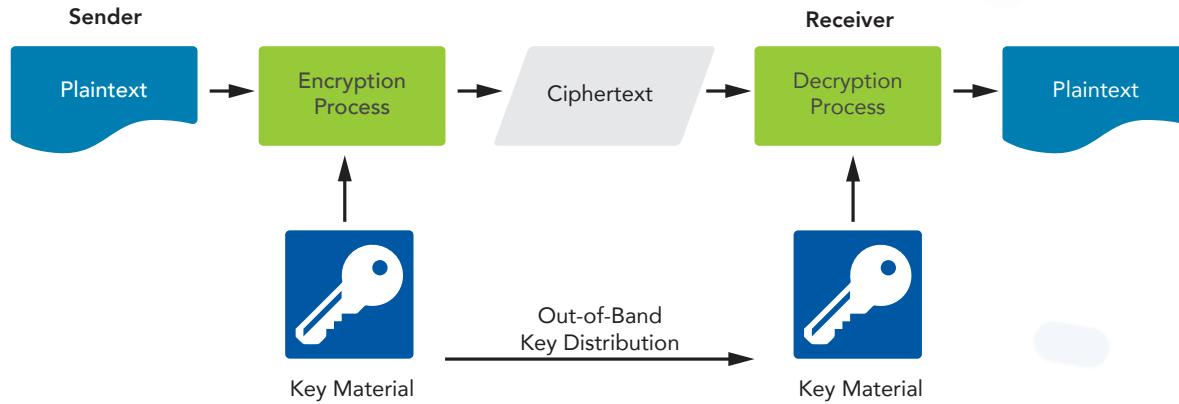 Sender
Receiver
Plaintext
Encryption
Process
Ciphertext
Decryption
Process
Plaintext
Out-of-Band
Key Distribution
Key Material
Key Material